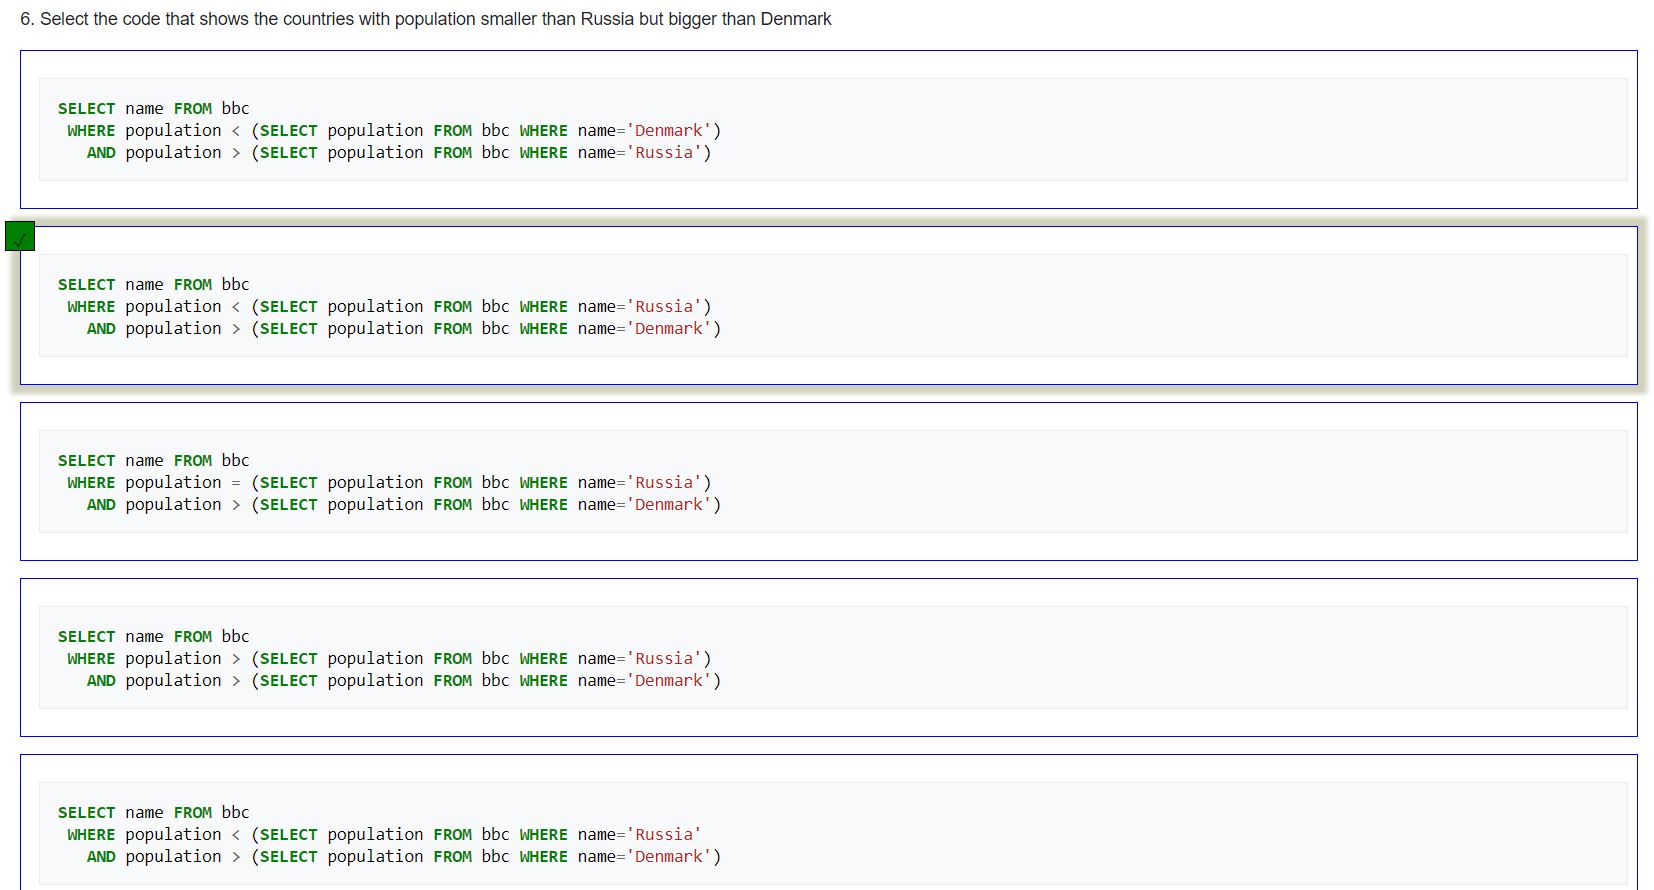 6. Select the code that shows the countries with population smaller than Russia but bigger than Denmark
SELECT name FROM bbc
WHERE population < (SELECT population FROM bbc WHERE name='Denmark')
AND population > (SELECT population FROM bbc WHERE name='Russia')
✓
SELECT name FROM bbc
WHERE population < (SELECT population FROM bbc WHERE name='Russia')
AND population > (SELECT population FROM bbc WHERE name='Denmark')
SELECT name FROM bbc
WHERE population = (SELECT population FROM bbc WHERE name='Russia')
AND population > (SELECT population FROM bbc WHERE name='Denmark')
SELECT name FROM bbc
WHERE population > (SELECT population FROM bbc WHERE name='Russia')
AND population > (SELECT population FROM bbc WHERE name='Denmark')
SELECT name FROM bbc
WHERE population < (SELECT population FROM bbc WHERE name='Russia'
AND population > (SELECT population FROM bbc WHERE name='Denmark')